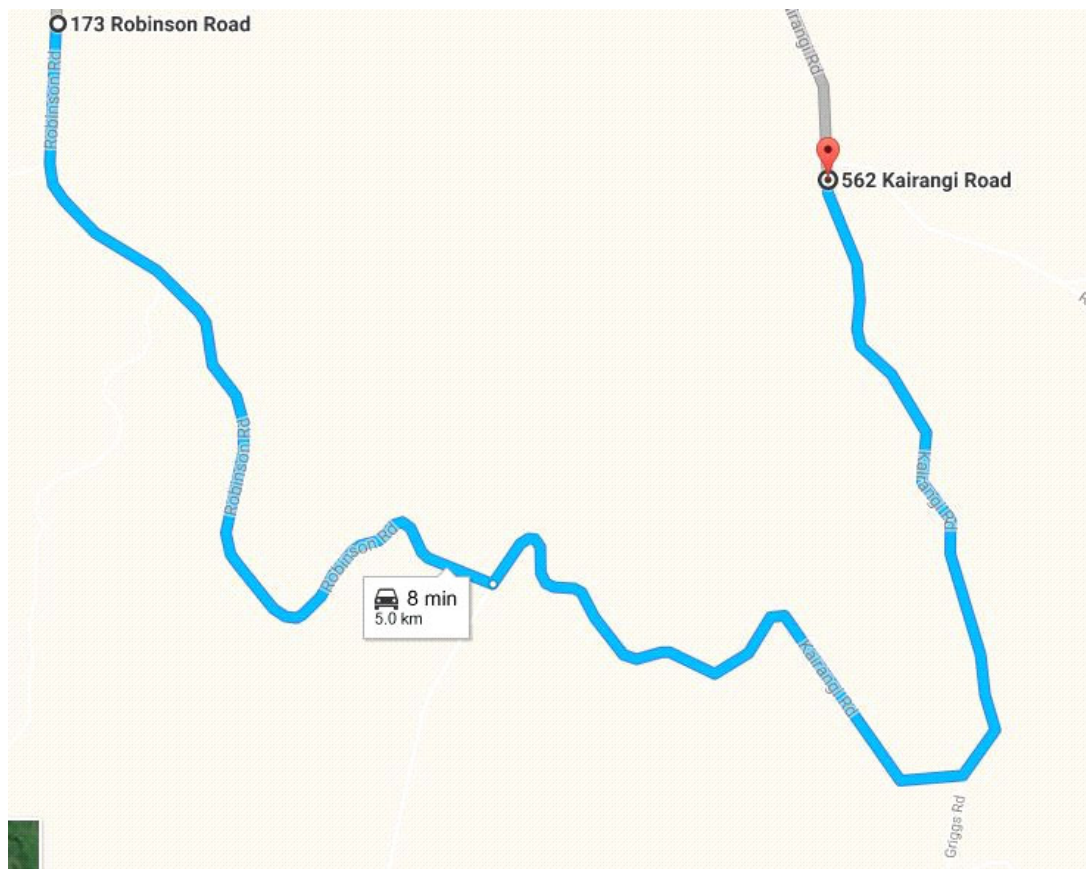 173 Robinson Road
Robinson Rd
562 Kairangi Road
Robinson Rd
Kairangi Rd
Robinson Rd
8 min
5.0 km
Kairangi Rd
Griggs Rd